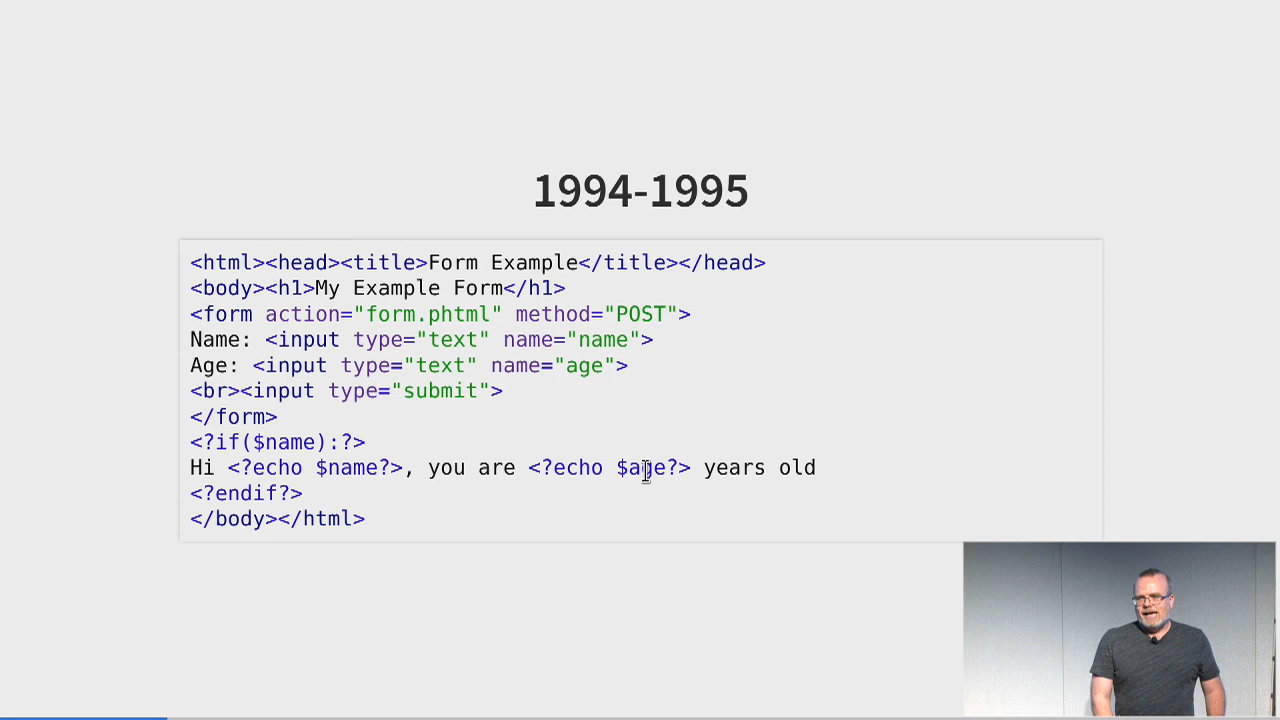 1994-1995
<html><head><title>Form Example</title></head>
<body><h1>My Example Form</h1>
<form action="form.phtml" method="POST">
Name: <input type="text" name="name">
Age: <input type="text" name="age">
<br><input type="submit">
</form>
<?if($name):?>
Hi <?echo $name?>, you are <?echo $age?> years old
<?endif?>
</body></html>